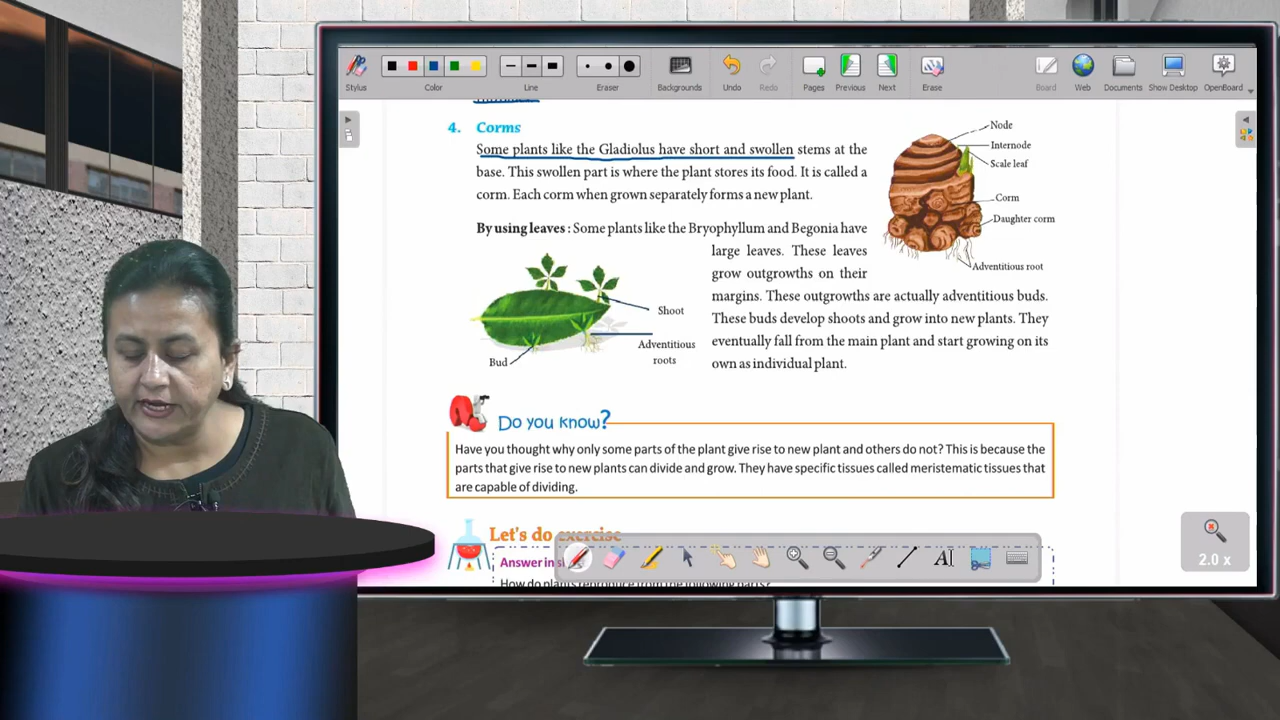 Stylus
Color
Line
Eraser
Backgrounds
Undo
Redo
Pages
Previous
Next
Erase
Board
Web
Documents
Show Desktop
OpenBoard
4. Corms
Some plants like the Gladiolus have short and swollen stems at the
base. This swollen part is where the plant stores its food. It is called a
corm. Each corm when grown separately forms a new plant.
Node
Internode
Scale leaf
Corm
Daughter corm
Adventitious root
By using leaves : Some plants like the Bryophyllum and Begonia have
large leaves. These leaves
grow outgrowths on their
margins. These outgrowths are actually adventitious buds.
These buds develop shoots and grow into new plants. They
eventually fall from the main plant and start growing on its
own as individual plant.
Shoot
Adventitious
roots
Bud
Do you know?
Have you thought why only some parts of the plant give rise to new plant and others do not? This is because the
parts that give rise to new plants can divide and grow. They have specific tissues called meristematic tissues that
are capable of dividing.
Let's do exercise
Answer in
How do plants reproduce from the following parts?
2.0 x